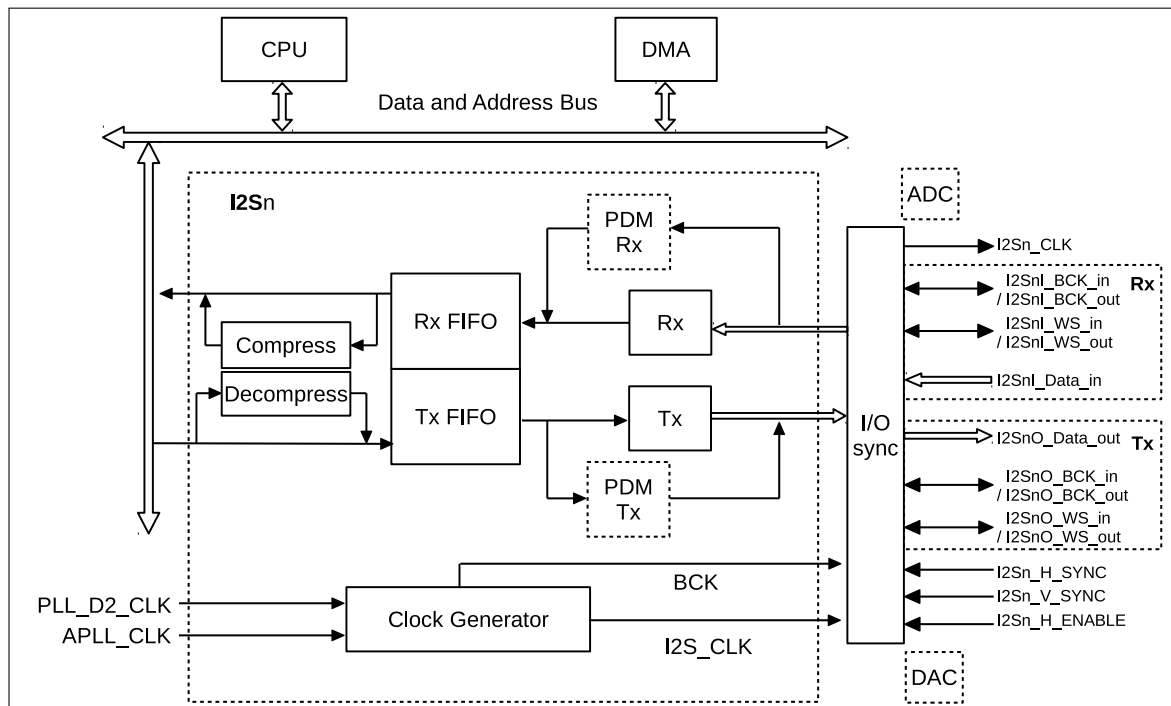 CPU
DMA
Data and Address Bus
I2Sn
ADC
PDM
Rx
I2Sn_CLK
I2SnI_BCK_in
/ I2SnI_BCK_out
Rx
Rx FIFO
Rx
I2SnI_WS_in
/ I2SnI_WS_out
Compress
I2SnI_Data_in
Decompress
Tx FIFO
Tx
I/O
sync
I2SnO_Data_out
Tx
PDM
Tx
I2SnO_BCK_in
/ I2SnO_BCK_out
I2SnO_WS_in
/ I2SnO_WS_out
BCK
I2Sn_H_SYNC
PLL_D2_CLK
Clock Generator
I2Sn_V_SYNC
APLL_CLK
I2S_CLK
I2Sn_H_ENABLE
DAC